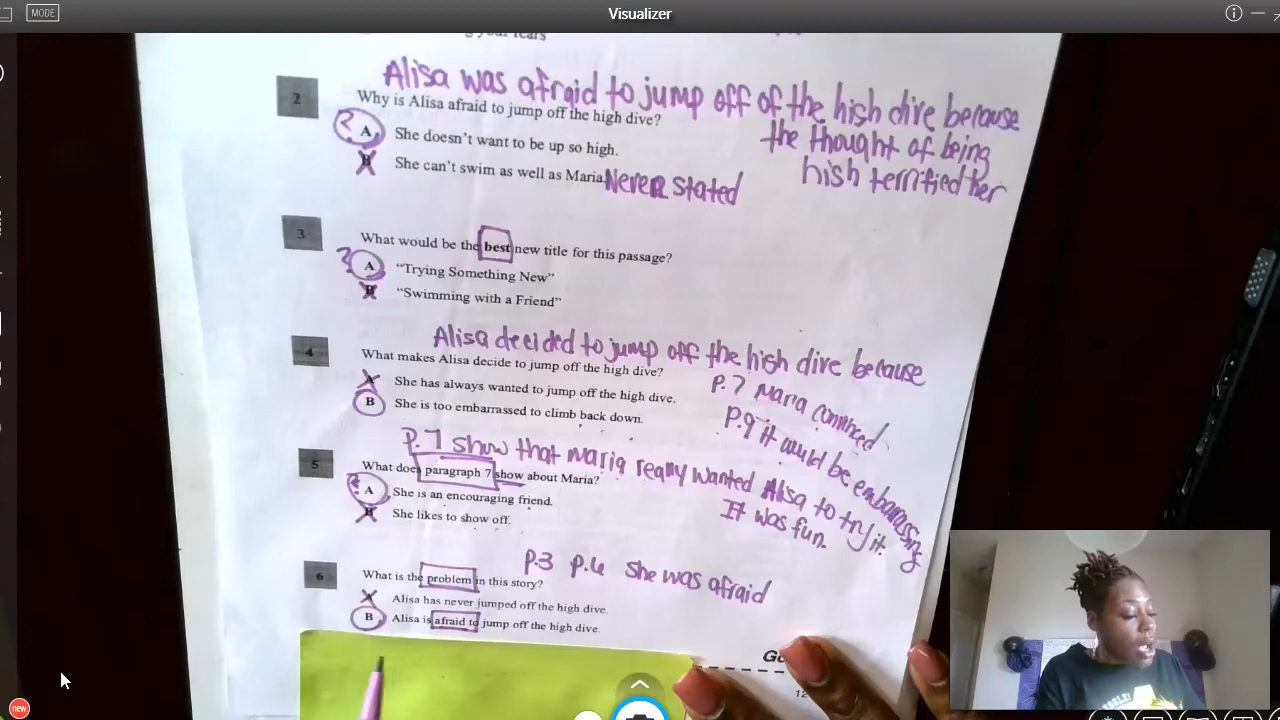 MODE
Visualizer
your fears
Alisa was afraid to jump off of the high dive because
the thought of being
high terrified her
2
Why is Alisa afraid to jump off the high dive?
A She doesn't want to be up so high.
B She can't swim as well as Maria.
Never stated
3
What would be the best new title for this passage?
A "Trying Something New"
B "Swimming with a Friend"
Alisa decided to jump off the high dive because
4
What makes Alisa decide to jump off the high dive?
P.7 Maria convinced
A She has always wanted to jump off the high dive.
B She is too embarrassed to climb back down.
P.9 it would be embarassing
P.7 show that maria really wanted Alisa to try it.
It was fun.
5
What does paragraph 7 show about Maria?
A She is an encouraging friend.
B She likes to show off.
P.3 P.4 She was afraid
6
What is the problem in this story?
A Alisa has never jumped off the high dive.
B Alisa is afraid to jump off the high dive.
12
new